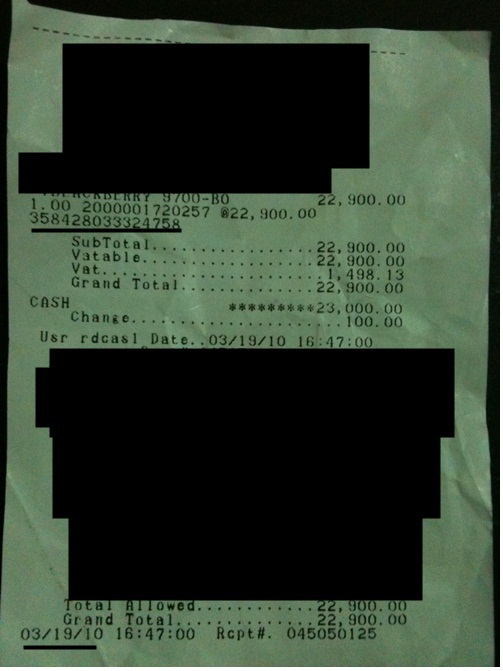 BLACKBERRY 9700-BO 22,900.00
1.00 2000001720257 @22,900.00
358428033324758
SubTotal...............22,900.00
Vatable................22,900.00
Vat.....................1,498.13
Grand Total............22,900.00
CASH *********23,000.00
Change....................100.00
Usr rdcas1 Date..03/19/10 16:47:00
Total Allowed..........22,900.00
Grand Total............22,900.00
03/19/10 16:47:00 Rcpt#. 045050125